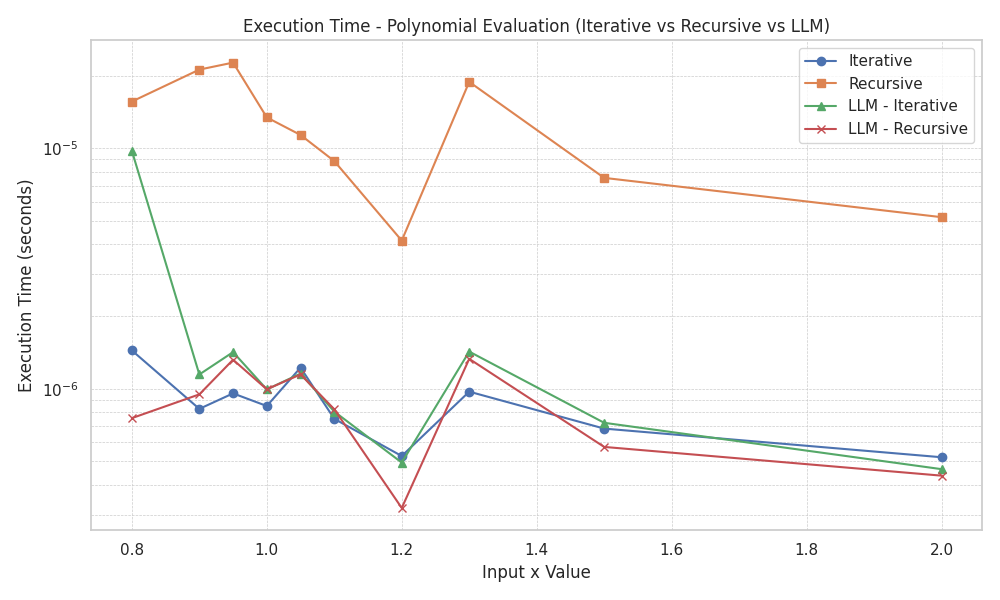 Execution Time - Polynomial Evaluation (Iterative vs Recursive vs LLM)
Iterative
Recursive
LLM - Iterative
LLM - Recursive
Execution Time (seconds)
10⁻⁵
10⁻⁶
0.8
1.0
1.2
1.4
1.6
1.8
2.0
Input x Value